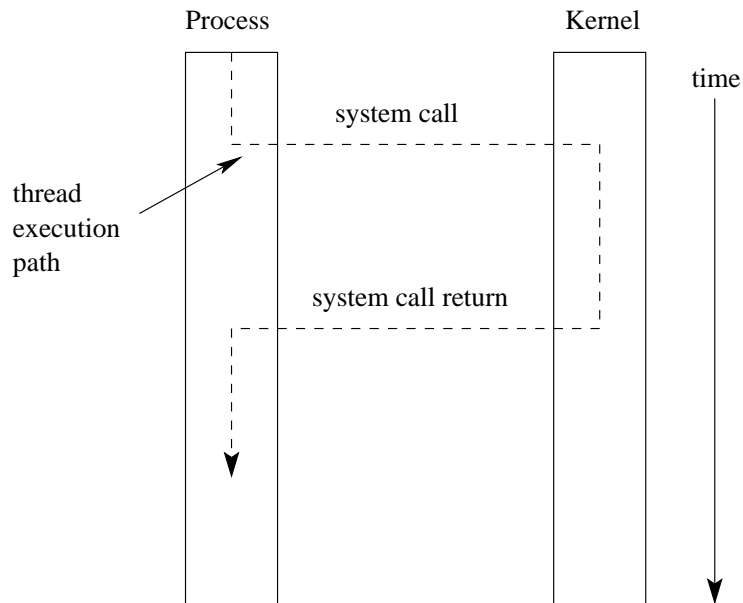 Process
Kernel
time
system call
thread
execution
path
system call return